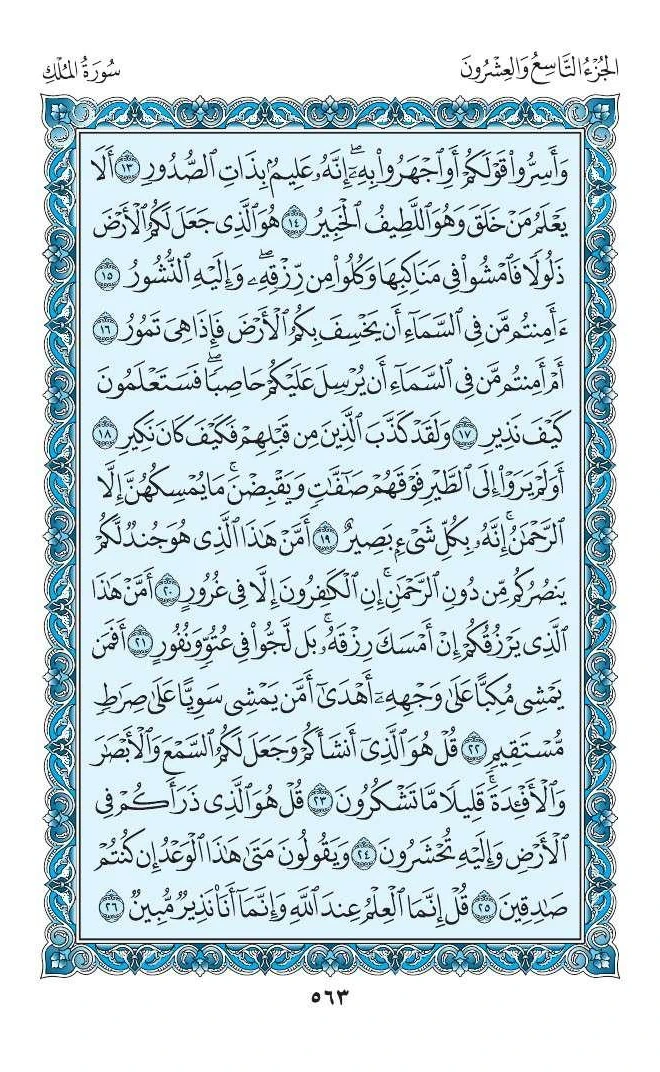 الجُزْءُ التَّاسِعُ وَالعِشْرُونَ
سُورَةُ المُلْكِ
وَأَسِرُّوا۟ قَوْلَكُمْ أَوِ ٱجْهَرُوا۟ بِهِۦٓۖ إِنَّهُۥ عَلِيمٌۢ بِذَاتِ ٱلصُّدُورِ ١٣ أَلَا
يَعْلَمُ مَنْ خَلَقَ وَهُوَ ٱللَّطِيفُ ٱلْخَبِيرُ ١٤ هُوَ ٱلَّذِى جَعَلَ لَكُمُ ٱلْأَرْضَ
ذَلُولًا فَٱمْشُوا۟ فِى مَنَاكِبِهَا وَكُلُوا۟ مِن رِّزْقِهِۦۖ وَإِلَيْهِ ٱلنُّشُورُ ١٥
ءَأَمِنتُم مَّن فِى ٱلسَّمَآءِ أَن يَخْسِفَ بِكُمُ ٱلْأَرْضَ فَإِذَا هِىَ تَمُورُ ١٦
أَمْ أَمِنتُم مَّن فِى ٱلسَّمَآءِ أَن يُرْسِلَ عَلَيْكُمْ حَاصِبًاۖ فَسَتَعْلَمُونَ
كَيْفَ نَذِيرِ ١٧ وَلَقَدْ كَذَّبَ ٱلَّذِينَ مِن قَبْلِهِمْ فَكَيْفَ كَانَ نَكِيرِ ١٨
أَوَلَمْ يَرَوْا۟ إِلَى ٱلطَّيْرِ فَوْقَهُمْ صَٰٓفَّٰتٍ وَيَقْبِضْنَۚ مَا يُمْسِكُهُنَّ إِلَّا
ٱلرَّحْمَٰنُۚ إِنَّهُۥ بِكُلِّ شَىْءٍۭ بَصِيرٌ ١٩ أَمَّنْ هَٰذَا ٱلَّذِى هُوَ جُندٌ لَّكُمْ
يَنصُرُكُم مِّن دُونِ ٱلرَّحْمَٰنِۚ إِنِ ٱلْكَٰفِرُونَ إِلَّا فِى غُرُورٍ ٢٠ أَمَّنْ هَٰذَا
ٱلَّذِى يَرْزُقُكُمْ إِنْ أَمْسَكَ رِزْقَهُۥۚ بَل لَّجُّوا۟ فِى عُتُوٍّ وَنُفُورٍ ٢١ أَفَمَن
يَمْشِى مُكِبًّا عَلَىٰ وَجْهِهِۦٓ أَهْدَىٰٓ أَمَّن يَمْشِى سَوِيًّا عَلَىٰ صِرَٰطٍ
مُّسْتَقِيمٍ ٢٢ قُلْ هُوَ ٱلَّذِىٓ أَنشَأَكُمْ وَجَعَلَ لَكُمُ ٱلسَّمْعَ وَٱلْأَبْصَٰرَ
وَٱلْأَفْـِٔدَةَۖ قَلِيلًا مَّا تَشْكُرُونَ ٢٣ قُلْ هُوَ ٱلَّذِى ذَرَأَكُمْ فِى
ٱلْأَرْضِ وَإِلَيْهِ تُحْشَرُونَ ٢٤ وَيَقُولُونَ مَتَىٰ هَٰذَا ٱلْوَعْدُ إِن كُنتُمْ
صَٰدِقِينَ ٢٥ قُلْ إِنَّمَا ٱلْعِلْمُ عِندَ ٱللَّهِ وَإِنَّمَآ أَنَا۠ نَذِيرٌ مُّبِينٌ ٢٦
٥٦٣